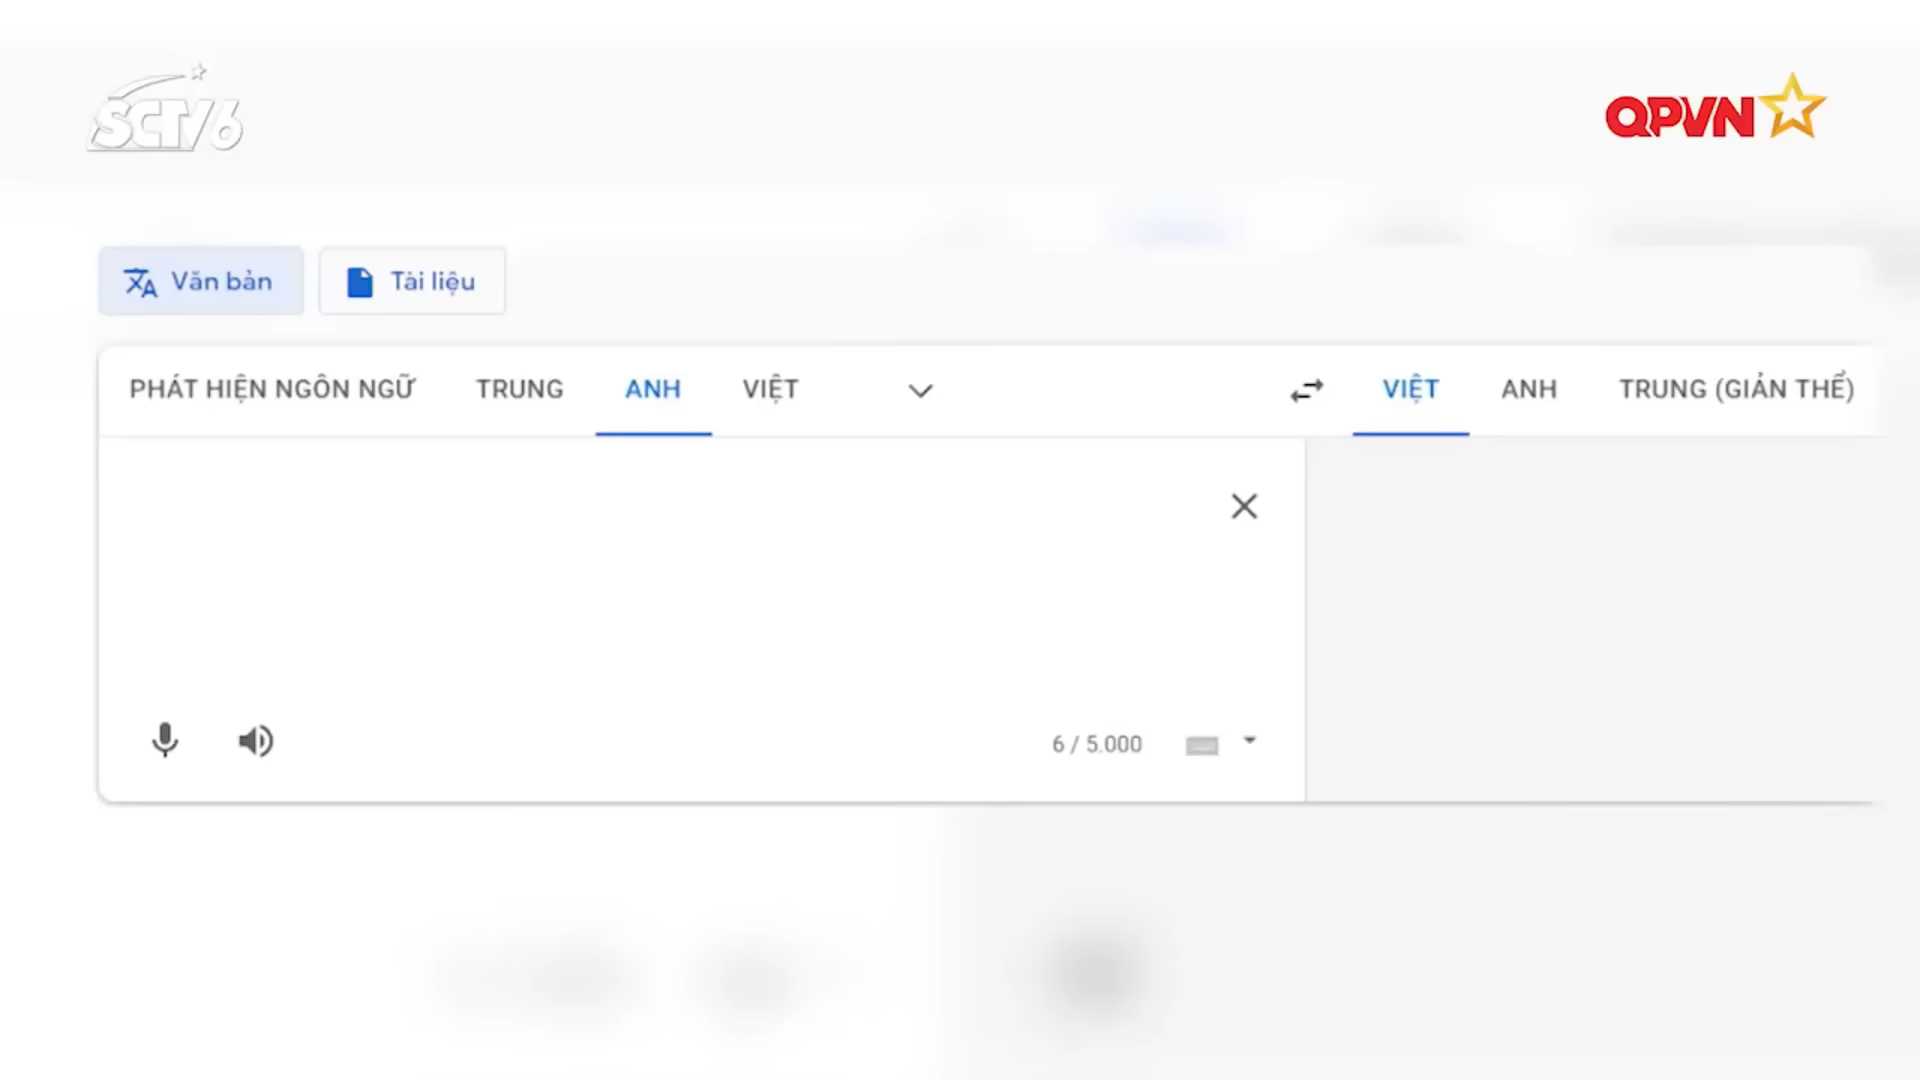 SCTV6
QPVN
Văn bản
Tài liệu
PHÁT HIỆN NGÔN NGỮ TRUNG ANH VIỆT VIỆT ANH TRUNG (GIẢN THỂ)
6 / 5.000